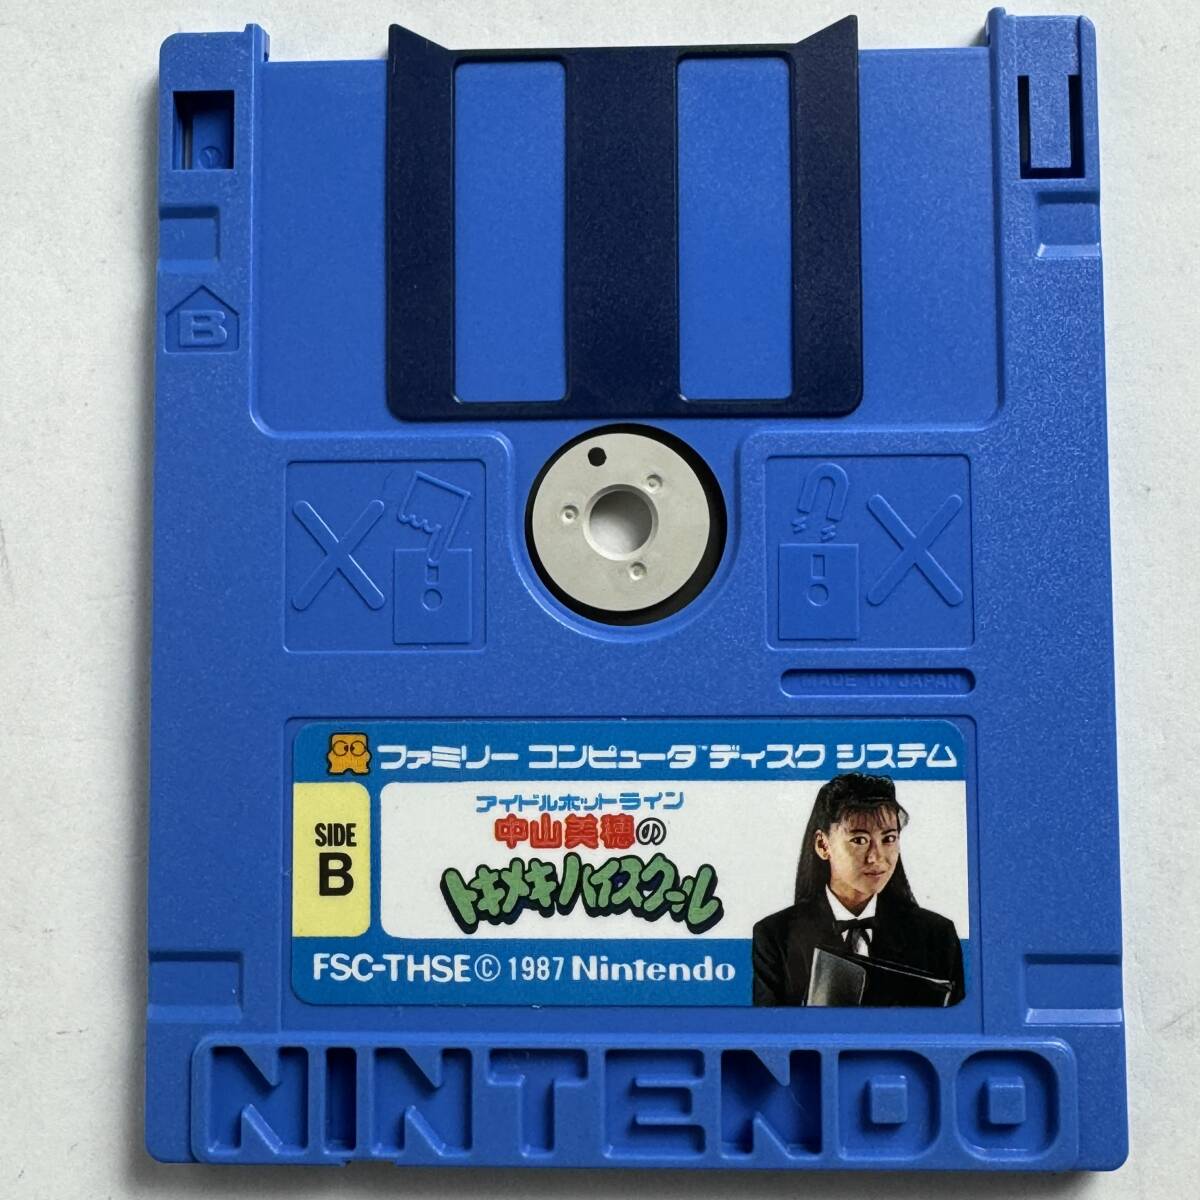 B
MADE IN JAPAN
ファミリー コンピュータ™ ディスク システム
SIDE
B
アイドルホットライン
中山美穂の
トキメキハイスクール
FSC-THSE © 1987 Nintendo
NINTENDO